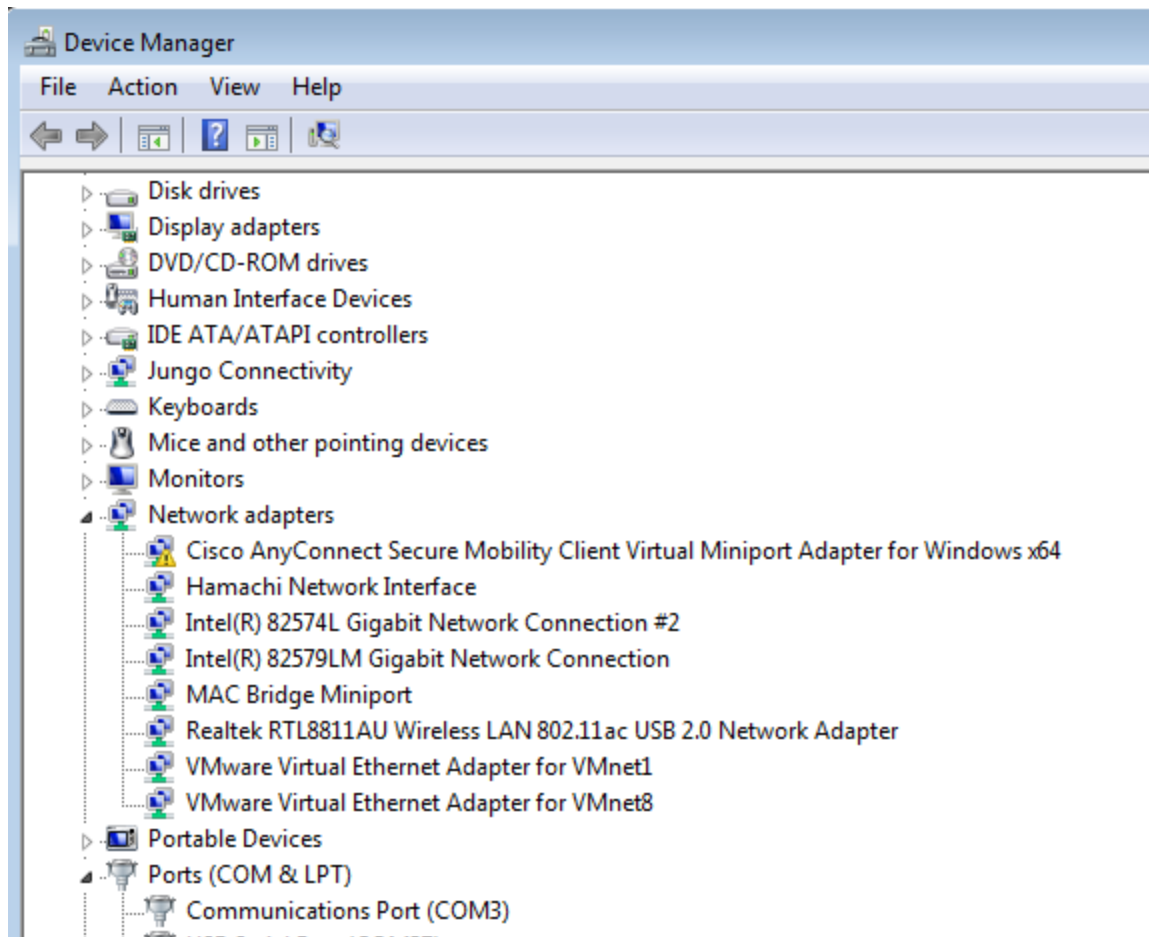 Device Manager
File Action View Help
Disk drives
Display adapters
DVD/CD-ROM drives
Human Interface Devices
IDE ATA/ATAPI controllers
Jungo Connectivity
Keyboards
Mice and other pointing devices
Monitors
Network adapters
Cisco AnyConnect Secure Mobility Client Virtual Miniport Adapter for Windows x64
Hamachi Network Interface
Intel(R) 82574L Gigabit Network Connection #2
Intel(R) 82579LM Gigabit Network Connection
MAC Bridge Miniport
Realtek RTL8811AU Wireless LAN 802.11ac USB 2.0 Network Adapter
VMware Virtual Ethernet Adapter for VMnet1
VMware Virtual Ethernet Adapter for VMnet8
Portable Devices
Ports (COM & LPT)
Communications Port (COM3)